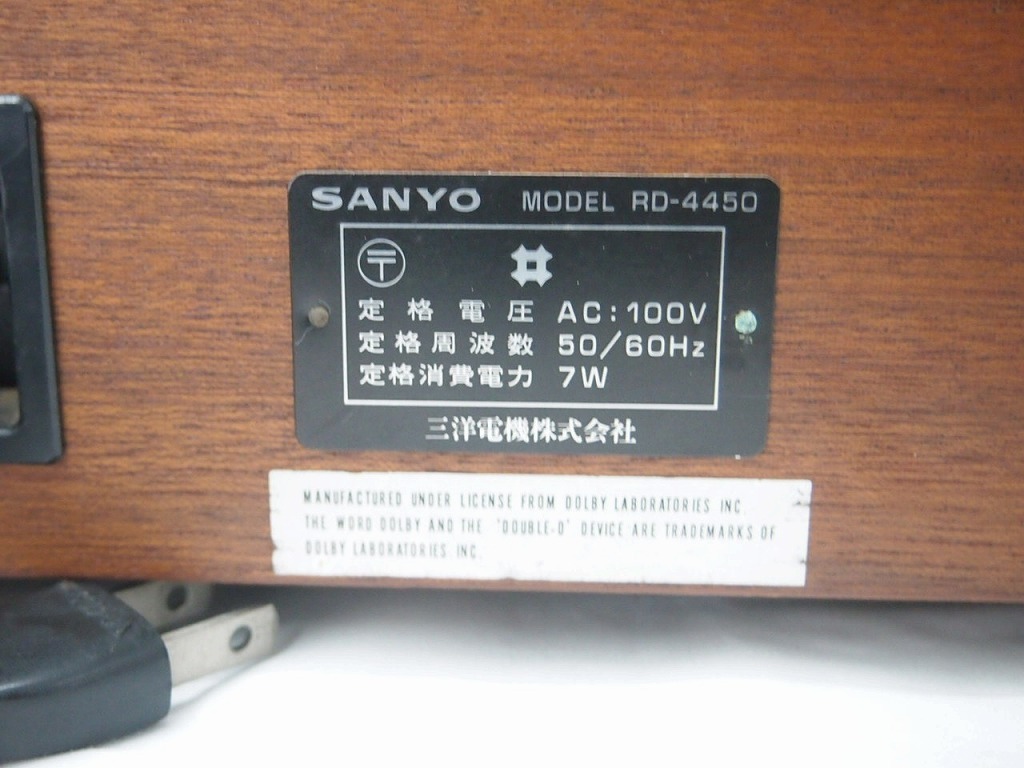 SANYO MODEL RD-4450
〒
定格電圧 AC:100V
定格周波数 50/60Hz
定格消費電力 7W
三洋電機株式会社
MANUFACTURED UNDER LICENSE FROM DOLBY LABORATORIES INC.
THE WORD DOLBY AND THE 'DOUBLE-D' DEVICE ARE TRADEMARKS OF
DOLBY LABORATORIES INC.